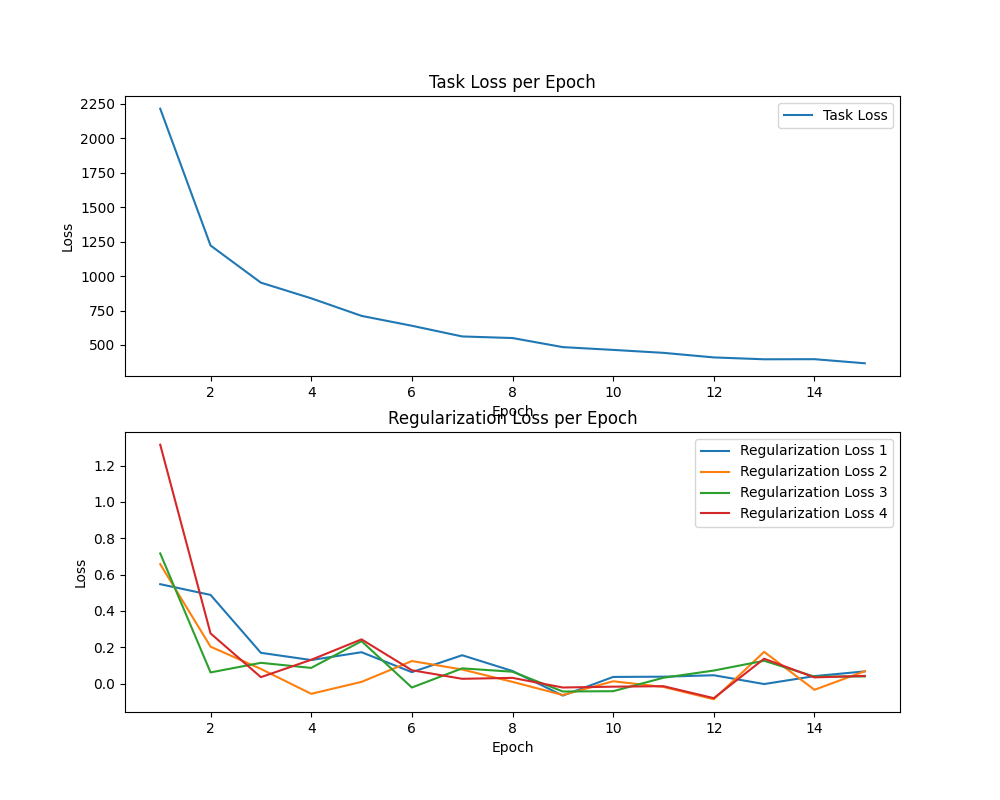 Task Loss per Epoch
2250
2000
1750
1500
1250
1000
750
500
Loss
Task Loss
2 4 6 8 10 12 14
Epoch
Regularization Loss per Epoch
1.2
1.0
0.8
0.6
0.4
0.2
0.0
Loss
Regularization Loss 1
Regularization Loss 2
Regularization Loss 3
Regularization Loss 4
2 4 6 8 10 12 14
Epoch